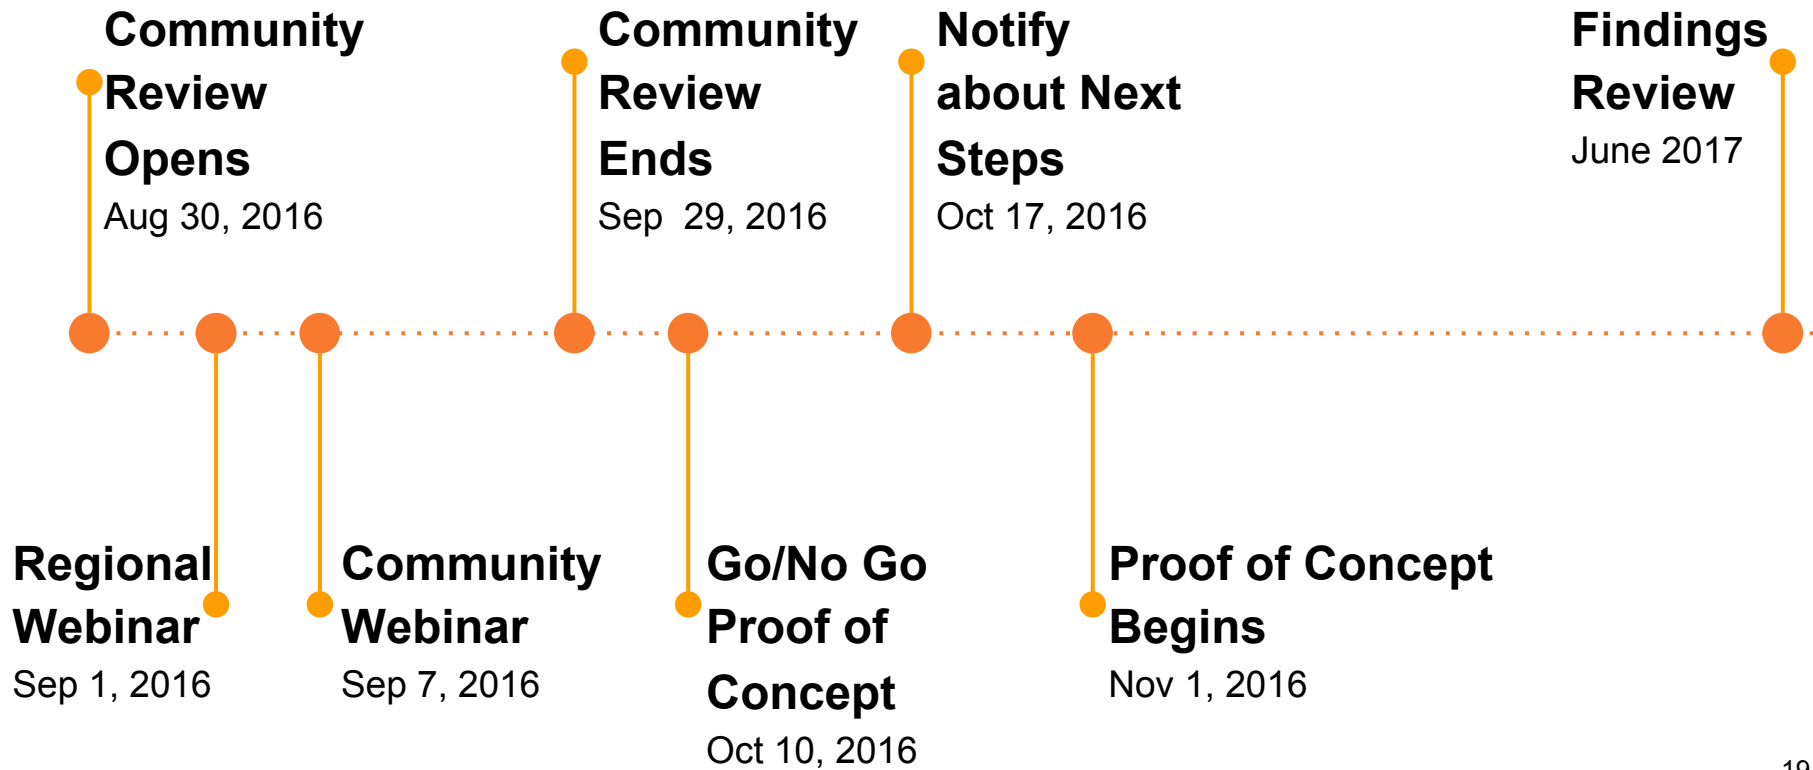 Community
Review
Opens
Aug 30, 2016
Community
Review
Ends
Sep  29, 2016
Notify
about Next
Steps
Oct 17, 2016
Findings
Review
June 2017
Regional
Webinar
Sep 1, 2016
Community
Webinar
Sep 7, 2016
Go/No Go
Proof of
Concept
Oct 10, 2016
Proof of Concept
Begins
Nov 1, 2016
19